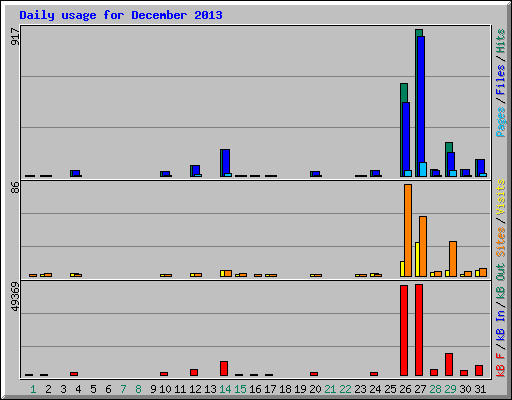 Daily usage for December 2013
917
Pages / Files / Hits
86
Sites / Visits
49369
kB F / kB In / kB Out
1 2 3 4 5 6 7 8 9 10 11 12 13 14 15 16 17 18 19 20 21 22 23 24 25 26 27 28 29 30 31